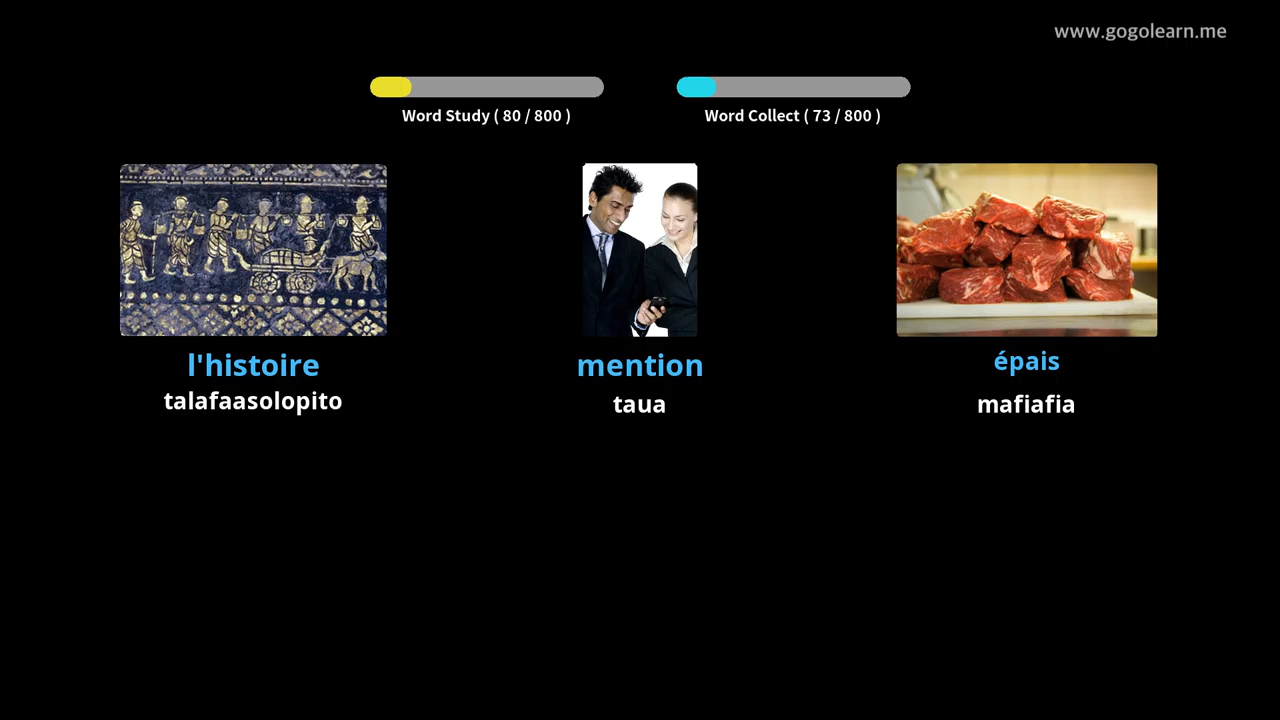 www.gogolearn.me
Word Study ( 80 / 800 )
Word Collect ( 73 / 800 )
l'histoire
talafaasolopito
mention
taua
épais
mafiafia